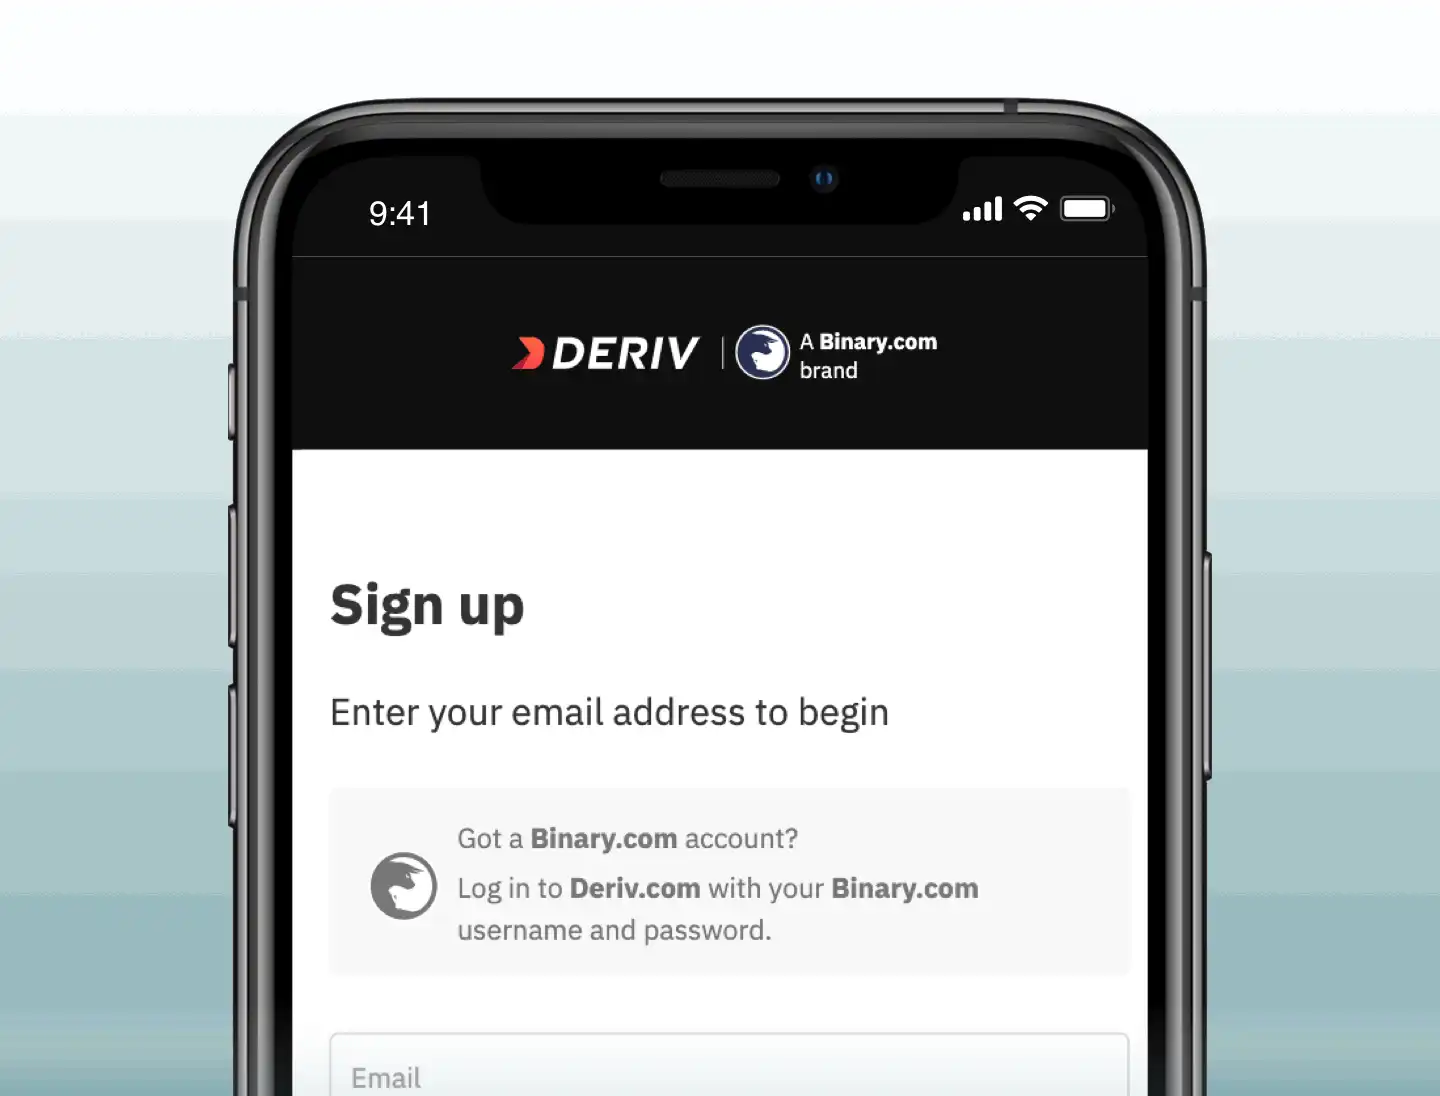 9:41
DERIV
A Binary.com
brand
Sign up
Enter your email address to begin
Got a Binary.com account?
Log in to Deriv.com with your Binary.com
username and password.
Email